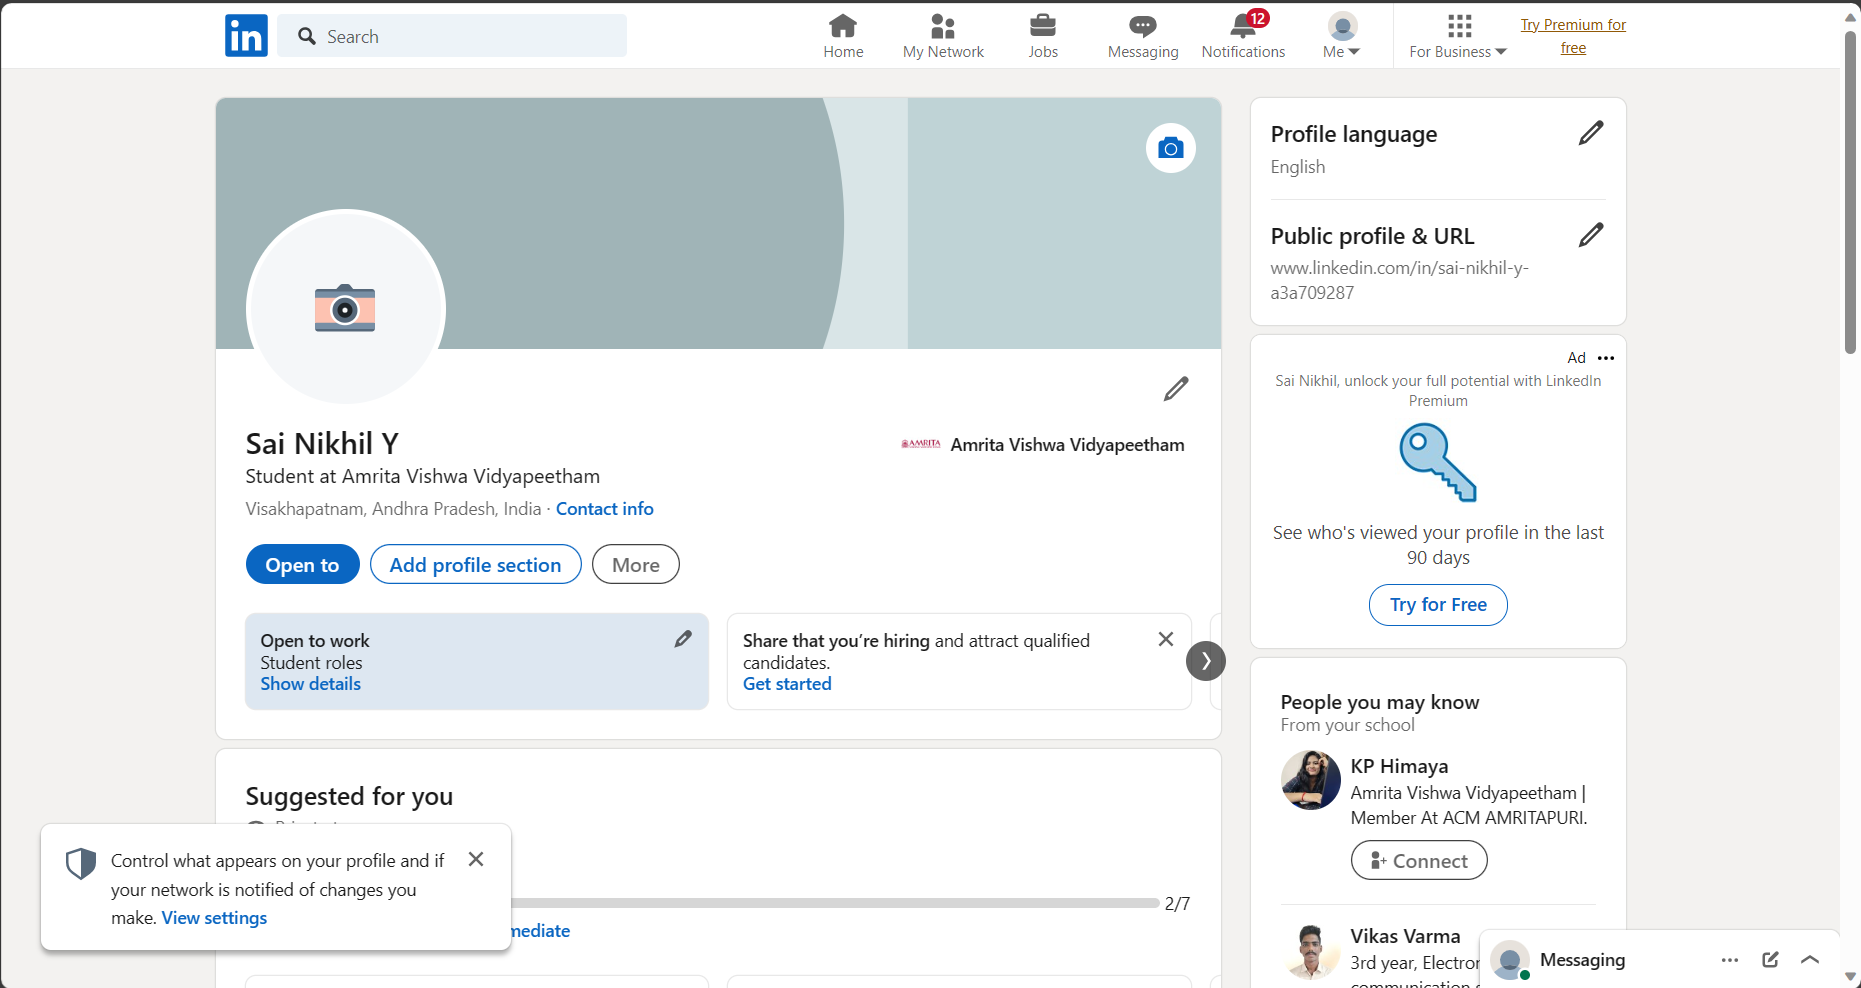 in
Search
Home
My Network
Jobs
Messaging
12
Notifications
Me
For Business
Try Premium for
free
Sai Nikhil Y
Student at Amrita Vishwa Vidyapeetham
Visakhapatnam, Andhra Pradesh, India · Contact info
AMRITA
Amrita Vishwa Vidyapeetham
Open to
Add profile section
More
Open to work
Student roles
Show details
Share that you’re hiring and attract qualified
candidates.
Get started
Suggested for you
2/7
mediate
Control what appears on your profile and if
your network is notified of changes you
make. View settings
Profile language
English
Public profile & URL
www.linkedin.com/in/sai-nikhil-y-
a3a709287
Ad
Sai Nikhil, unlock your full potential with LinkedIn
Premium
See who's viewed your profile in the last
90 days
Try for Free
People you may know
From your school
KP Himaya
Amrita Vishwa Vidyapeetham |
Member At ACM AMRITAPURI.
Connect
Vikas Varma
3rd year, Electron
Messaging